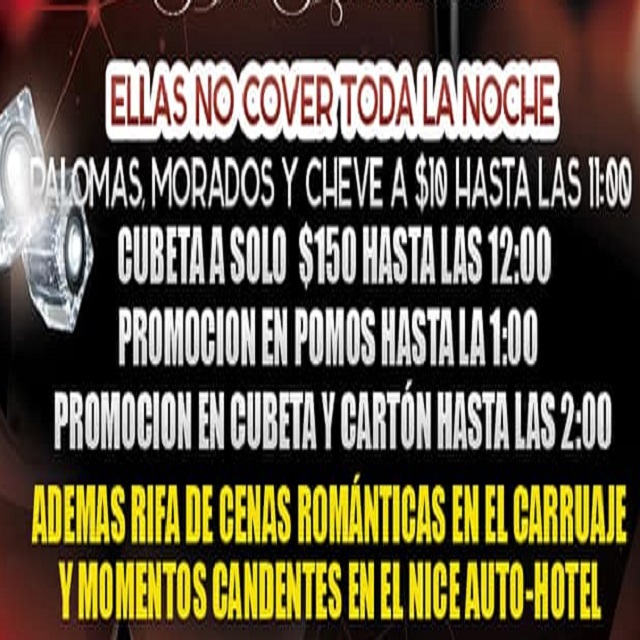 ELLAS NO COVER TODA LA NOCHE
PALOMAS, MORADOS Y CHEVE A $10 HASTA LAS 11:00
CUBETA A SOLO $150 HASTA LAS 12:00
PROMOCION EN POMOS HASTA LA 1:00
PROMOCION EN CUBETA Y CARTÓN HASTA LAS 2:00
ADEMAS RIFA DE CENAS ROMÁNTICAS EN EL CARRUAJE
Y MOMENTOS CANDENTES EN EL NICE AUTO-HOTEL